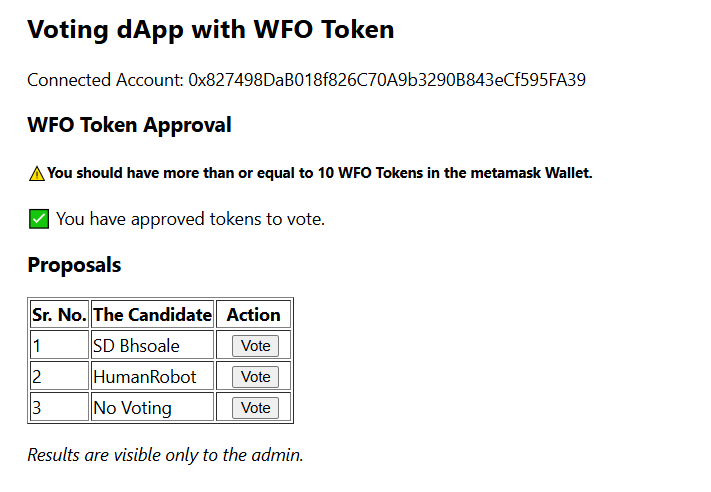 Voting dApp with WFO Token
Connected Account: 0x827498DaB018f826C70A9b3290B843eCf595FA39
WFO Token Approval
⚠️You should have more than or equal to 10 WFO Tokens in the metamask Wallet.
✅ You have approved tokens to vote.
Proposals
Sr. No. The Candidate Action
1 SD Bhsoale Vote
2 HumanRobot Vote
3 No Voting Vote
Results are visible only to the admin.